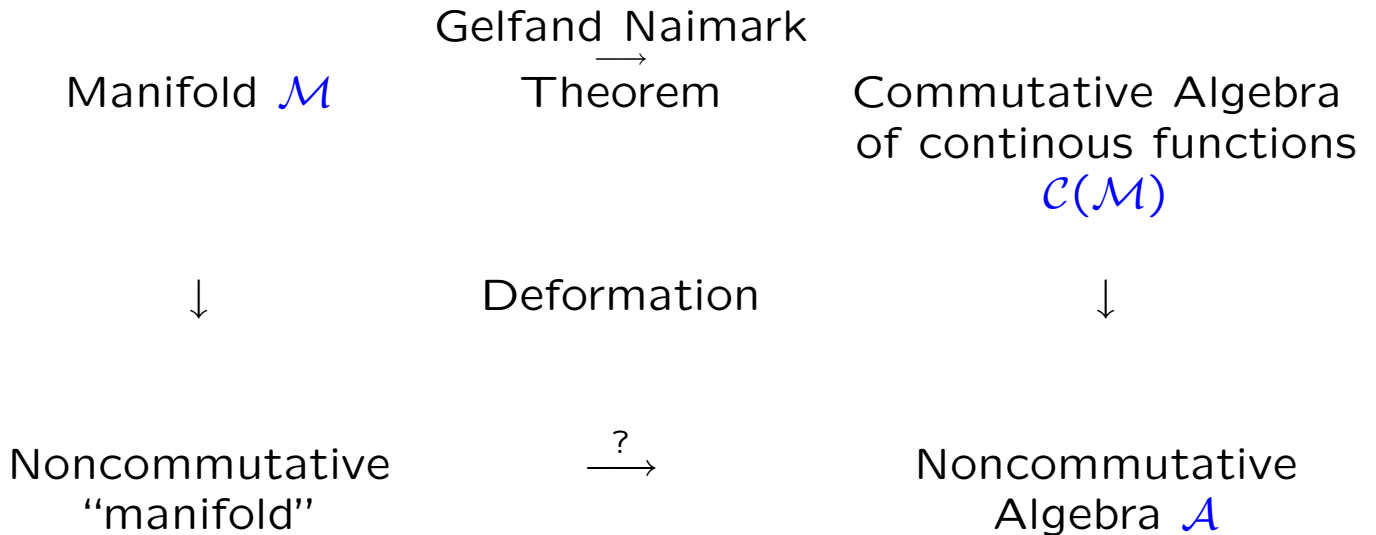 Gelfand Naimark
⟶
Manifold ℳ Theorem Commutative Algebra
of continous functions
𝒞(ℳ)
↓ Deformation ↓
?
Noncommutative ⟶ Noncommutative
“manifold” Algebra 𝒜